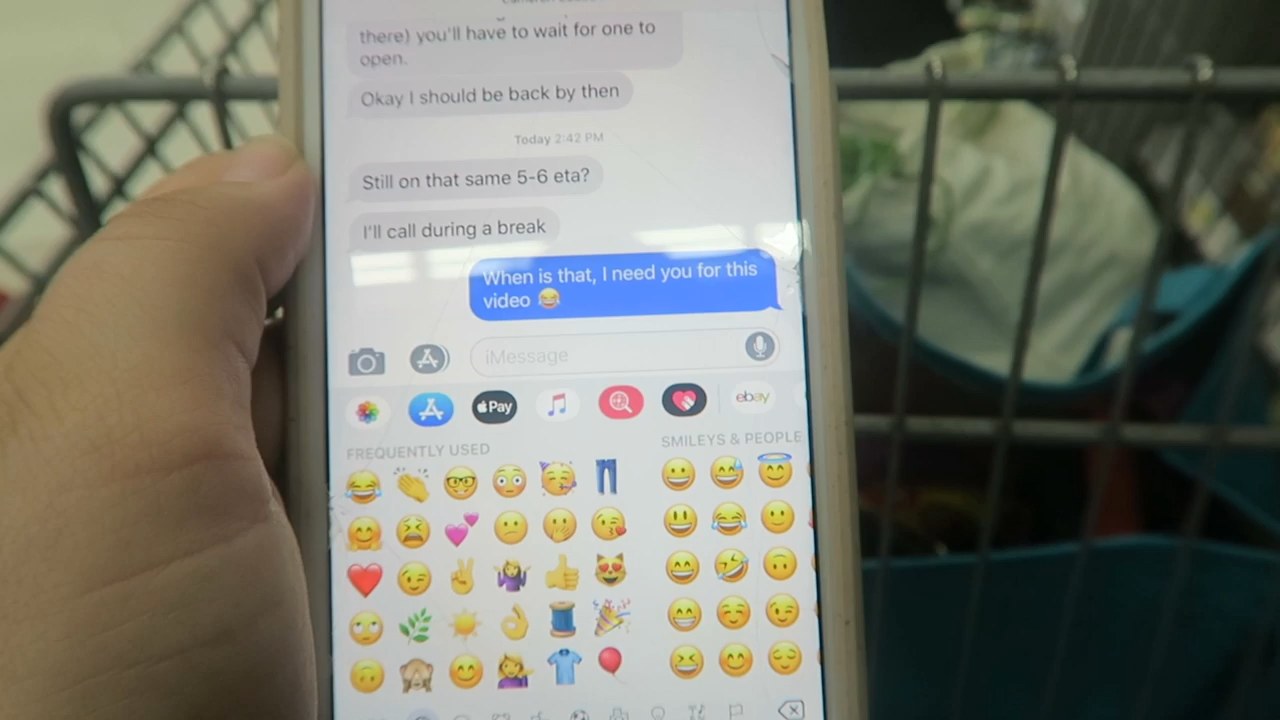 there) you'll have to wait for one to
open.
Okay I should be back by then
Today 2:42 PM
Still on that same 5-6 eta?
I'll call during a break
When is that, I need you for this
video 😂
iMessage
Pay
ebay
FREQUENTLY USED
SMILEYS & PEOPLE